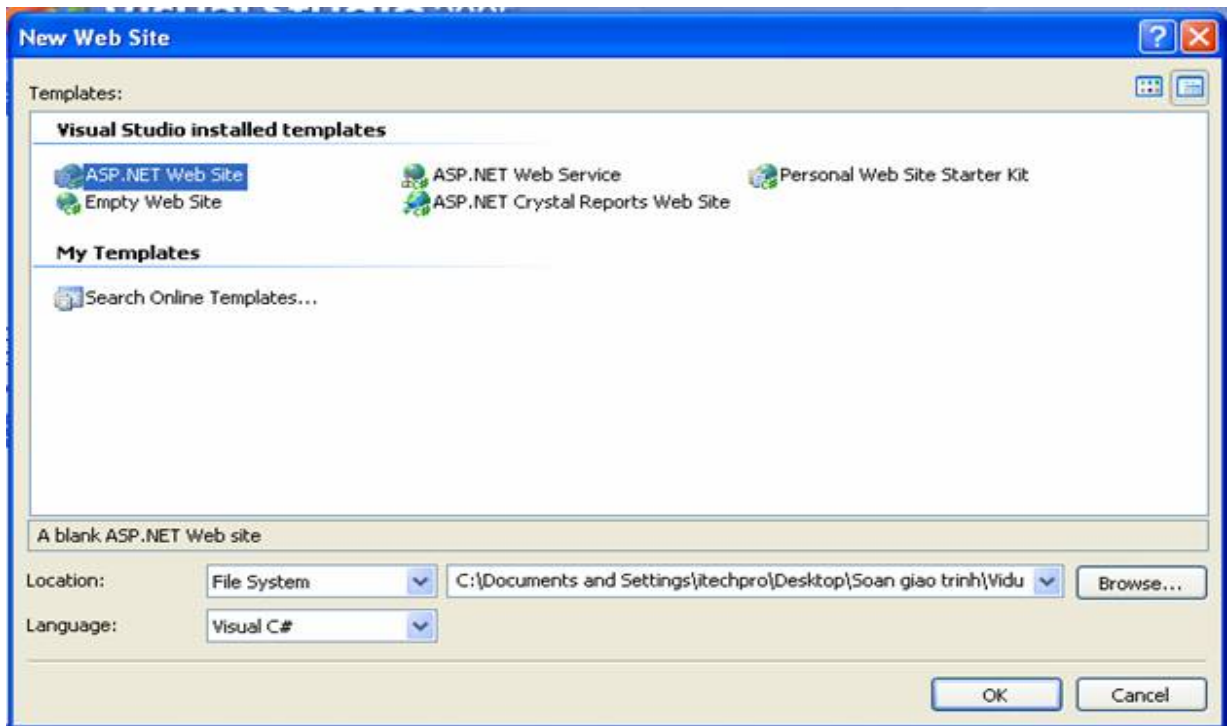 New Web Site
Templates:
Visual Studio installed templates
ASP.NET Web Site ASP.NET Web Service Personal Web Site Starter Kit
Empty Web Site ASP.NET Crystal Reports Web Site
My Templates
Search Online Templates...
A blank ASP.NET Web site
Location: File System C:\Documents and Settings\itechpro\Desktop\Soan giao trinh\Vidu Browse...
Language: Visual C#
OK Cancel